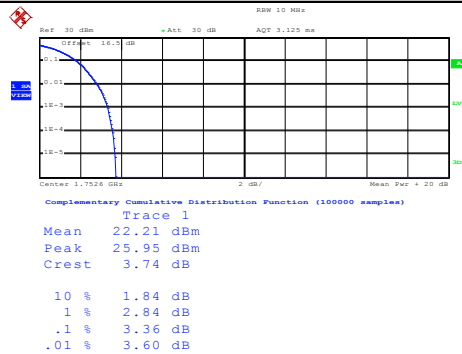 RBW 10 MHz
Ref 30 dBm Att 30 dB AQT 3.125 ms
Offset 16.5 dB
0.1
A
0.01
1 SA
VIEW
1E-3
LV
1E-4
1E-5
3D
Center 1.7526 GHz 2 dB/ Mean Pwr + 20 dB
Complementary Cumulative Distribution Function (100000 samples)
Trace 1
Mean 22.21 dBm
Peak 25.95 dBm
Crest 3.74 dB
10 % 1.84 dB
1 % 2.84 dB
.1 % 3.36 dB
.01 % 3.60 dB